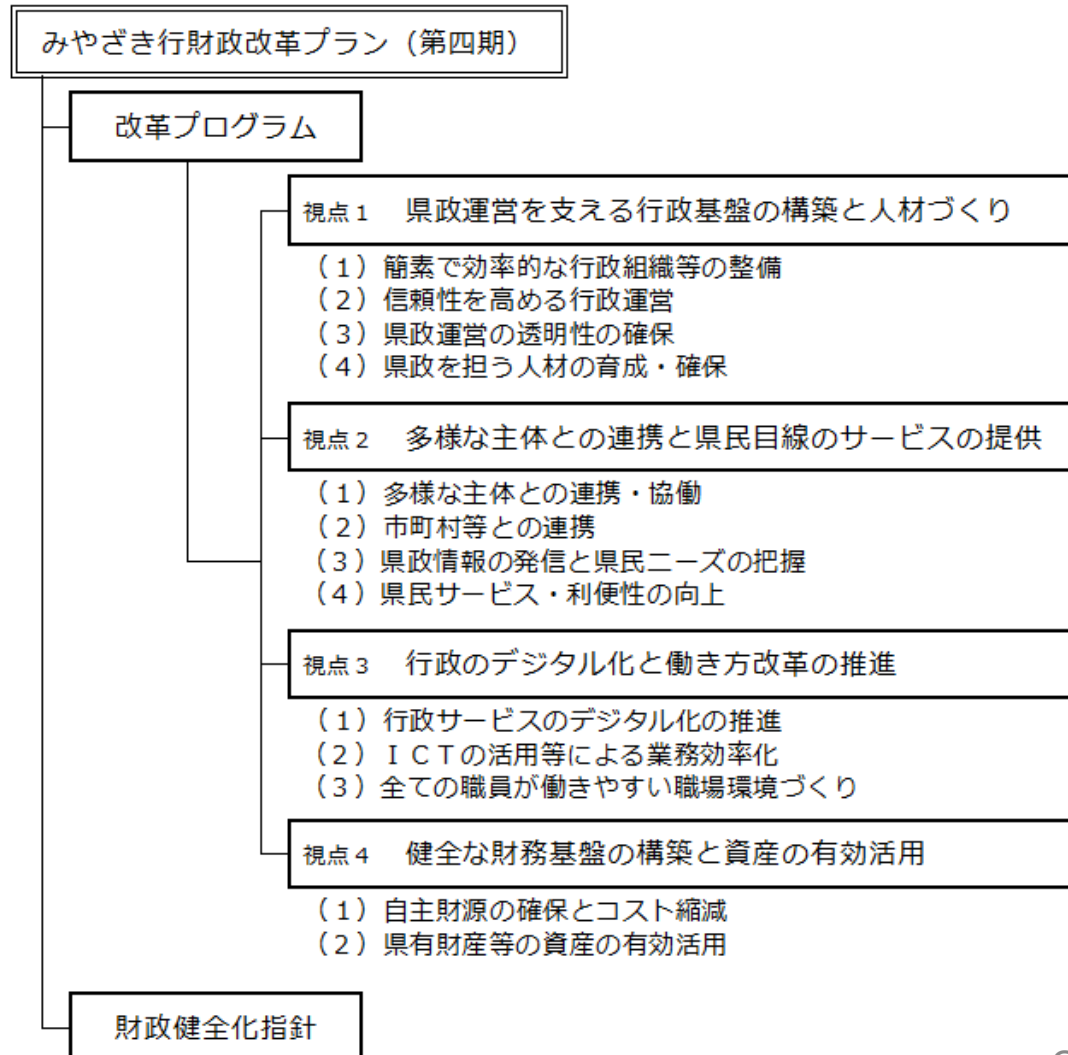 みやざき行財政改革プラン（第四期）
改革プログラム
視点１　県政運営を支える行政基盤の構築と人材づくり
（１）簡素で効率的な行政組織等の整備
（２）信頼性を高める行政運営
（３）県政運営の透明性の確保
（４）県政を担う人材の育成・確保
視点２　多様な主体との連携と県民目線のサービスの提供
（１）多様な主体との連携・協働
（２）市町村等との連携
（３）県政情報の発信と県民ニーズの把握
（４）県民サービス・利便性の向上
視点３　行政のデジタル化と働き方改革の推進
（１）行政サービスのデジタル化の推進
（２）ＩＣＴの活用等による業務効率化
（３）全ての職員が働きやすい職場環境づくり
視点４　健全な財務基盤の構築と資産の有効活用
（１）自主財源の確保とコスト縮減
（２）県有財産等の資産の有効活用
財政健全化指針